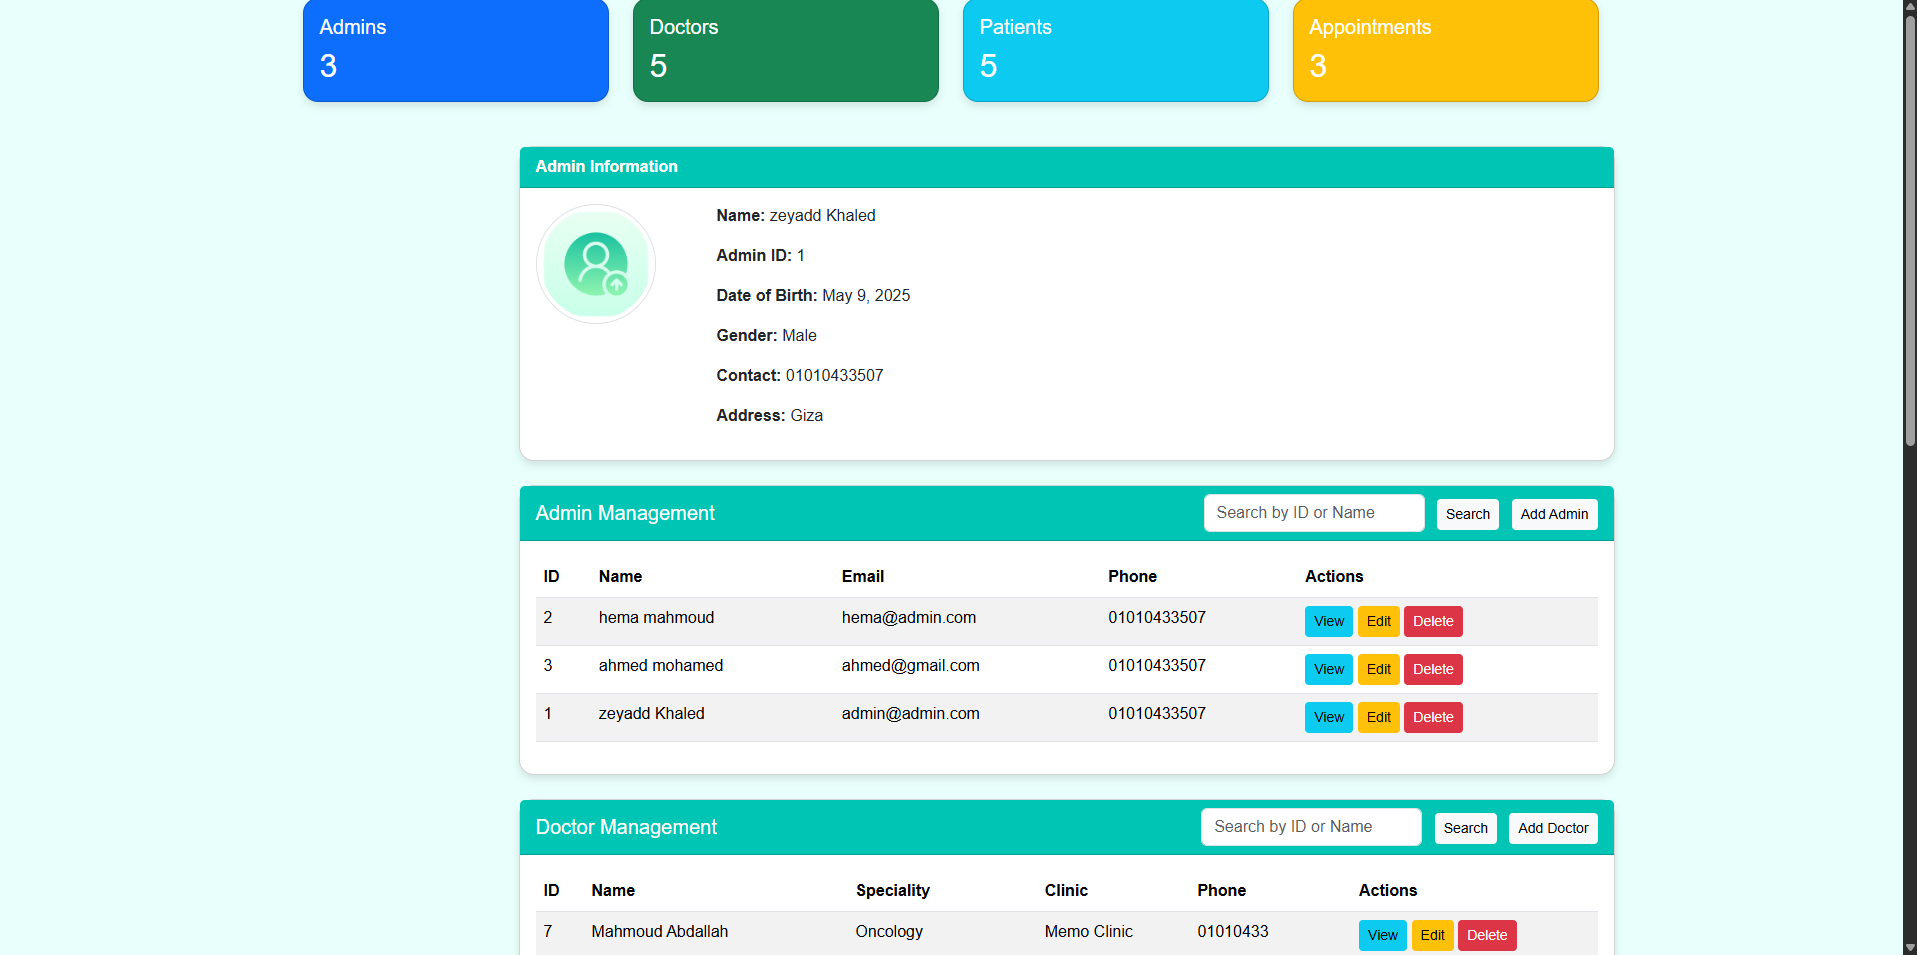 Admins Doctors Patients Appointments
3 5 5 3
Admin Information
Name: zeyadd Khaled
Admin ID: 1
Date of Birth: May 9, 2025
Gender: Male
Contact: 01010433507
Address: Giza
Admin Management Search by ID or Name Search Add Admin
ID Name Email Phone Actions
2 hema mahmoud hema@admin.com 01010433507 View Edit Delete
3 ahmed mohamed ahmed@gmail.com 01010433507 View Edit Delete
1 zeyadd Khaled admin@admin.com 01010433507 View Edit Delete
Doctor Management Search by ID or Name Search Add Doctor
ID Name Speciality Clinic Phone Actions
7 Mahmoud Abdallah Oncology Memo Clinic 01010433 View Edit Delete